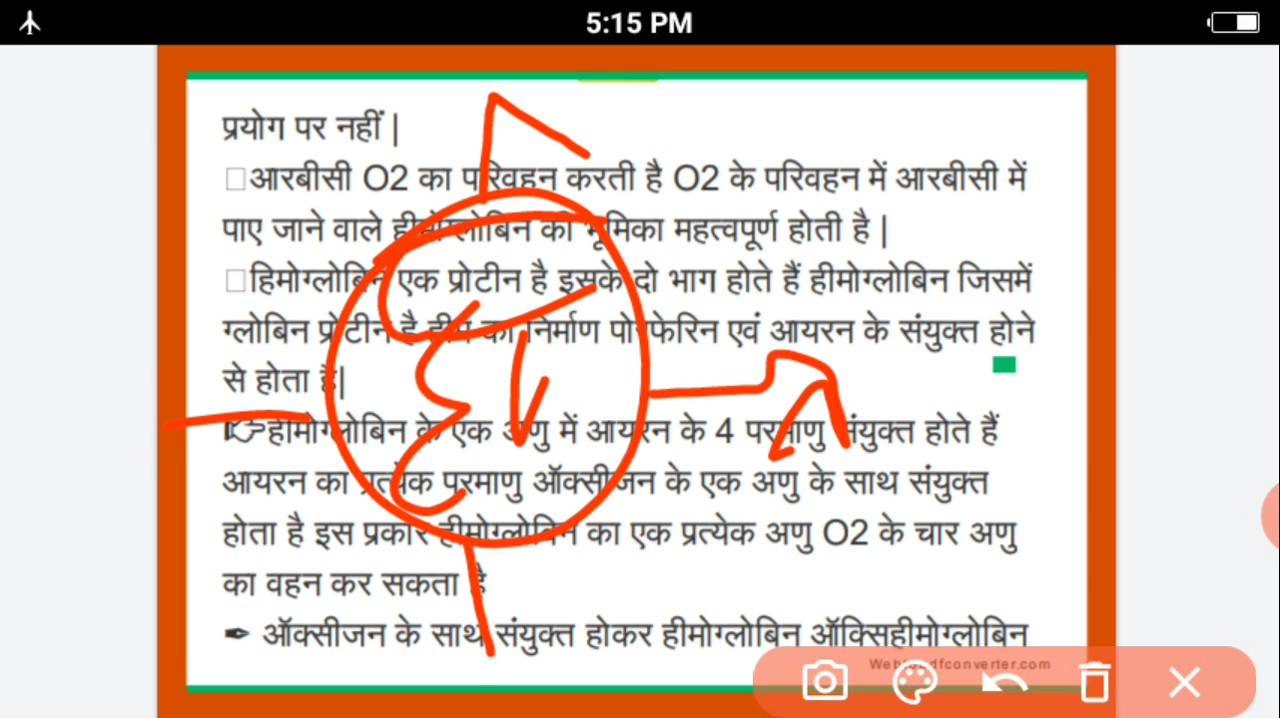 5:15 PM
प्रयोग पर नहीं |
आरबीसी O2 का परिवहन करती है O2 के परिवहन में आरबीसी में
पाए जाने वाले हीमोग्लोबिन की भूमिका महत्वपूर्ण होती है |
हिमोग्लोबिन एक प्रोटीन है इसके दो भाग होते हैं हीमोग्लोबिन जिसमें
ग्लोबिन प्रोटीन है हीम का निर्माण पोरफेरिन एवं आयरन के संयुक्त होने
से होता है|
👉हीमोग्लोबिन के एक अणु में आयरन के 4 परमाणु संयुक्त होते हैं
आयरन का प्रत्येक परमाणु ऑक्सीजन के एक अणु के साथ संयुक्त
होता है इस प्रकार हीमोग्लोबिन का एक प्रत्येक अणु O2 के चार अणु
का वहन कर सकता है
✒ ऑक्सीजन के साथ संयुक्त होकर हीमोग्लोबिन ऑक्सिहीमोग्लोबिन